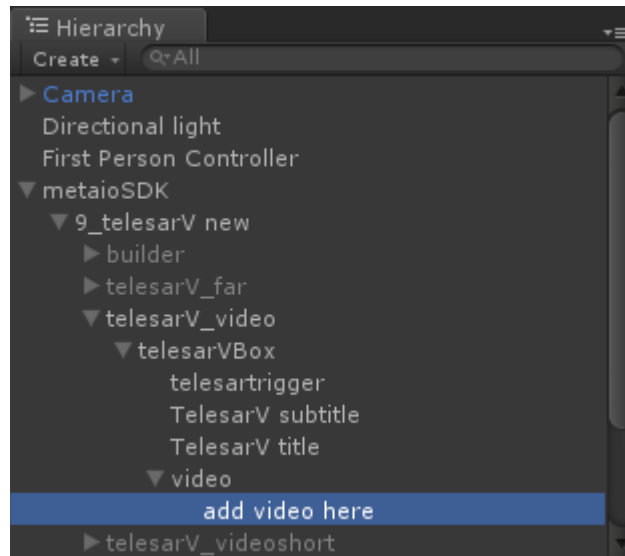 Hierarchy
Create All
Camera
Directional light
First Person Controller
metaioSDK
9_telesarV new
builder
telesarV_far
telesarV_video
telesarVBox
telesartrigger
TelesarV subtitle
TelesarV title
video
add video here
telesarV_videoshort